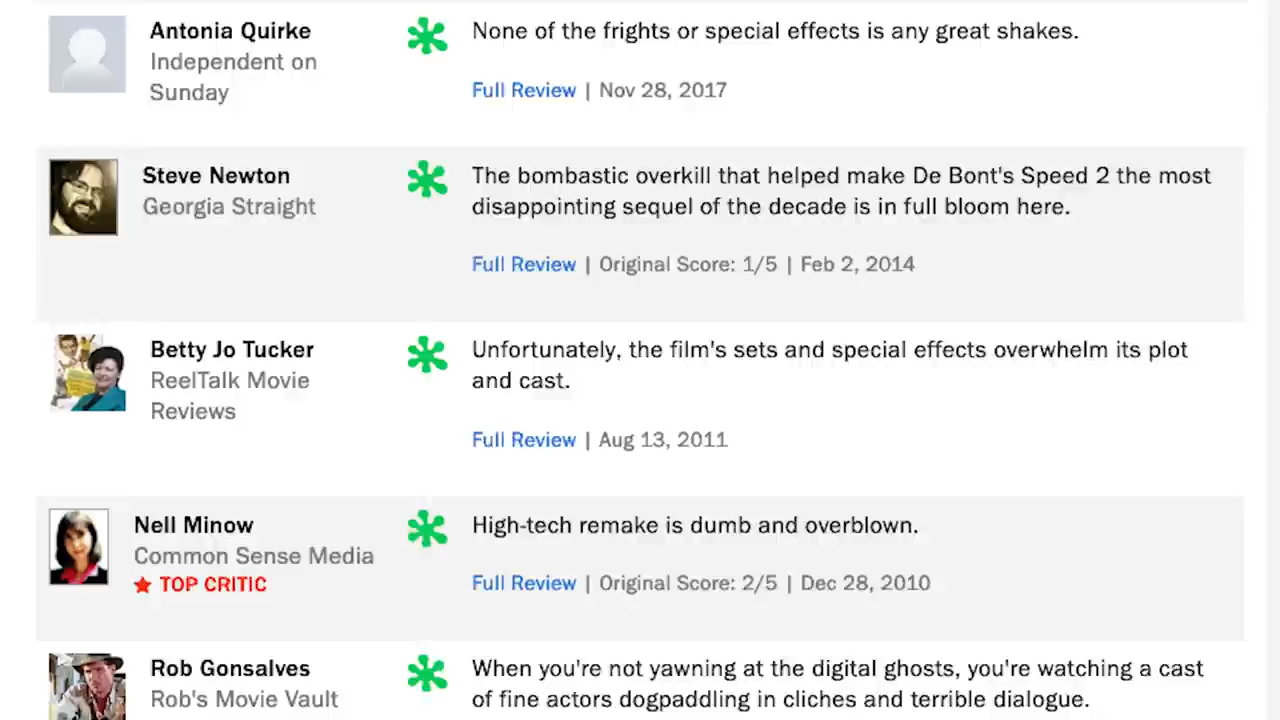 Antonia Quirke
Independent on
Sunday
None of the frights or special effects is any great shakes.
Full Review | Nov 28, 2017
Steve Newton
Georgia Straight
The bombastic overkill that helped make De Bont's Speed 2 the most
disappointing sequel of the decade is in full bloom here.
Full Review | Original Score: 1/5 | Feb 2, 2014
Betty Jo Tucker
ReelTalk Movie
Reviews
Unfortunately, the film's sets and special effects overwhelm its plot
and cast.
Full Review | Aug 13, 2011
Nell Minow
Common Sense Media
TOP CRITIC
High-tech remake is dumb and overblown.
Full Review | Original Score: 2/5 | Dec 28, 2010
Rob Gonsalves
Rob's Movie Vault
When you're not yawning at the digital ghosts, you're watching a cast
of fine actors dogpaddling in cliches and terrible dialogue.